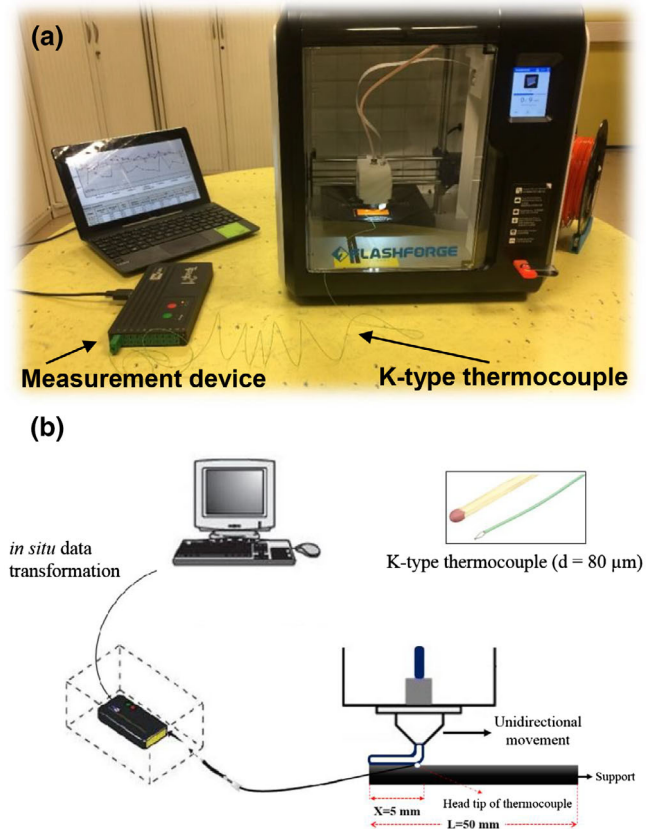 (a)
FLASHFORGE
Measurement device
K-type thermocouple
(b)
in situ data
transformation
K-type thermocouple (d = 80 µm)
Unidirectional
movement
Support
X=5 mm
Head tip of thermocouple
L=50 mm